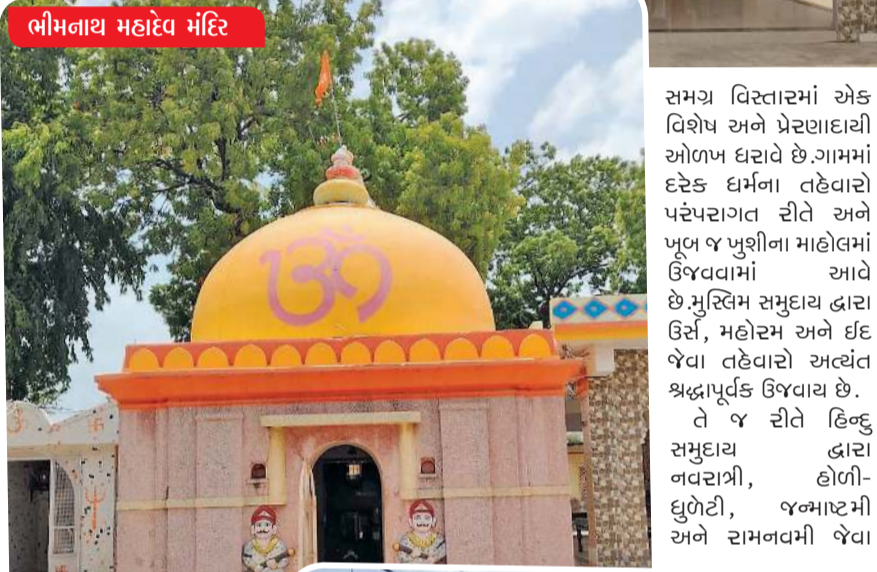 ભીમનાથ મહાદેવ મંદિર
ॐ
સમગ્ર વિસ્તારમાં એક
વિશેષ અને પ્રેરણાદાયી
ઓળખ ધરાવે છે.ગામમાં
દરેક ધર્મના તહેવારો
પરંપરાગત રીતે અને
ખૂબ જ ખુશીના માહોલમાં
ઉજવવામાં આવે
છે.મુસ્લિમ સમુદાય દ્વારા
ઉર્સ, મહોરમ અને ઈદ
જેવા તહેવારો અત્યંત
શ્રદ્ધાપૂર્વક ઉજવાય છે.
તે જ રીતે હિન્દુ
સમુદાય દ્વારા
નવરાત્રી, હોળી-
ધુળેટી, જન્માષ્ટમી
અને રામનવમી જેવા